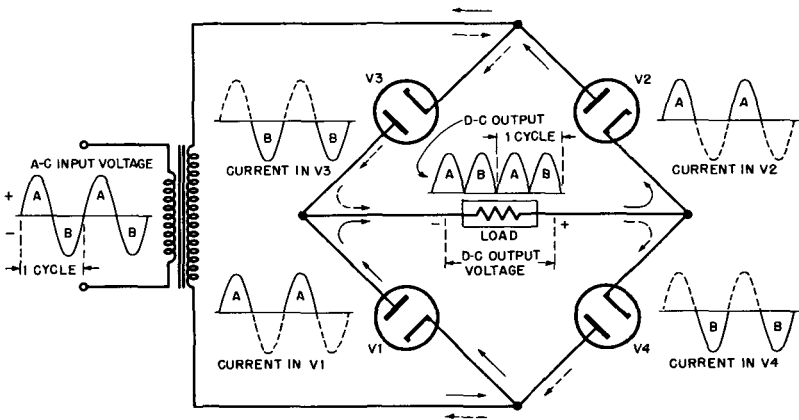 V3
V2
D-C OUTPUT
1 CYCLE
A
A
B
B
CURRENT IN V3
A
B
A
B
A
A
CURRENT IN V2
A-C INPUT VOLTAGE
+
A
A
-
B
B
1 CYCLE
-
LOAD
+
D-C OUTPUT
VOLTAGE
A
A
CURRENT IN V1
V1
V4
B
B
CURRENT IN V4